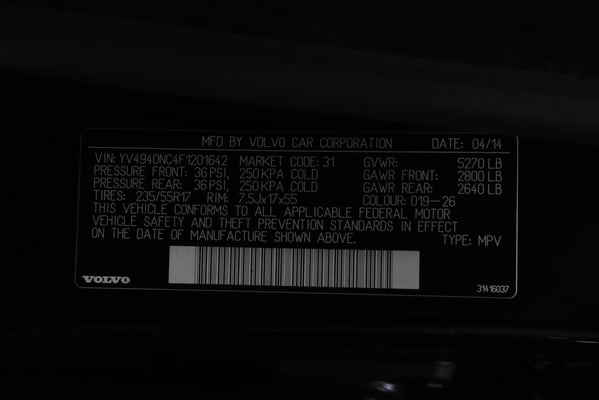 MFD BY VOLVO CAR CORPORATION DATE: 04/14
VIN: YV4940NC4F1201642 MARKET CODE: 31 GVWR: 5270 LB
PRESSURE FRONT: 36 PSI, 250 KPA COLD GAWR FRONT: 2800 LB
PRESSURE REAR: 36 PSI, 250 KPA COLD GAWR REAR: 2640 LB
TIRES: 235/55R17 RIM: 7,5Jx17x55 COLOUR: 019-26
THIS VEHICLE CONFORMS TO ALL APPLICABLE FEDERAL MOTOR
VEHICLE SAFETY AND THEFT PREVENTION STANDARDS IN EFFECT
ON THE DATE OF MANUFACTURE SHOWN ABOVE. TYPE: MPV
VOLVO
31416037